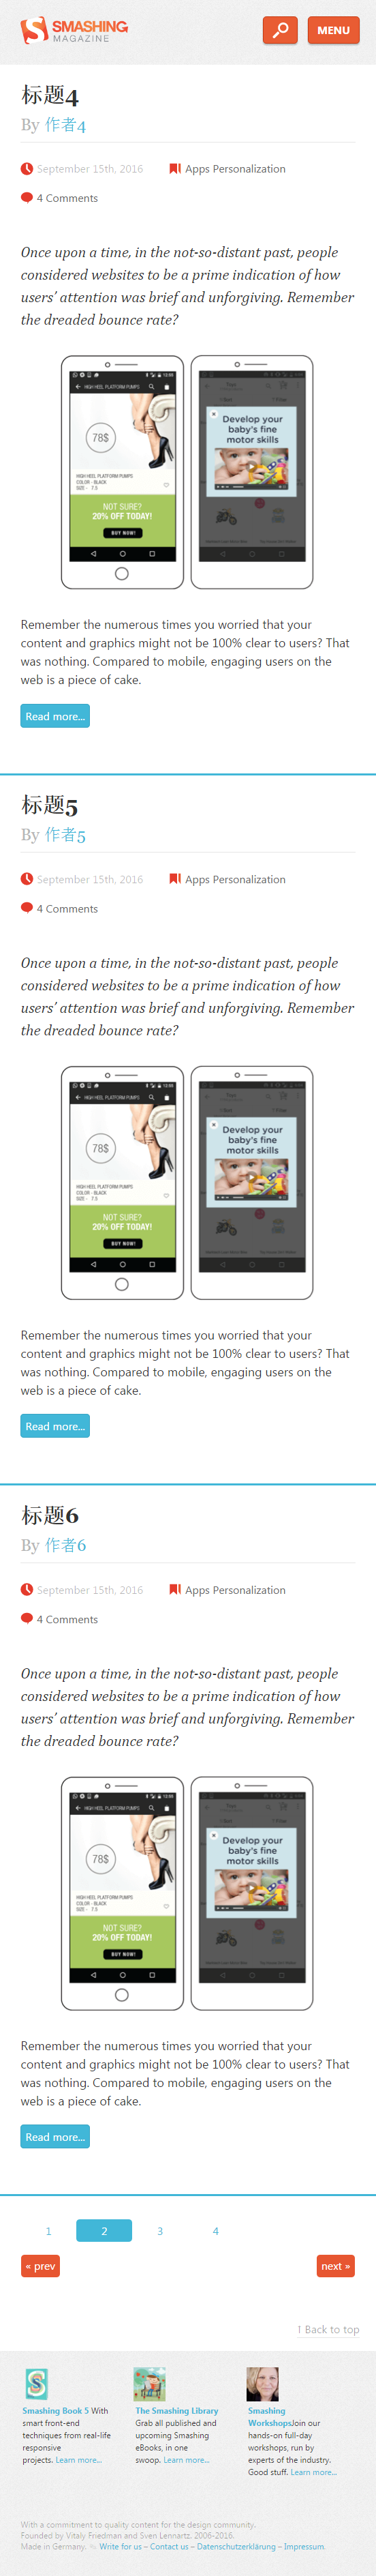 SMASHING
MAGAZINE
MENU
标题4
By 作者4
September 15th, 2016 Apps Personalization
4 Comments
Once upon a time, in the not-so-distant past, people
considered websites to be a prime indication of how
users' attention was brief and unforgiving. Remember
the dreaded bounce rate?
HIGH HEEL PLATFORM PUMPS
78$
HIGH HEEL PLATFORM PUMPS
COLOR - BLACK
SIZE - 7.5
NOT SURE?
20% OFF TODAY!
BUY NOW!
Develop your
baby's fine
motor skills
Remember the numerous times you worried that your
content and graphics might not be 100% clear to users? That
was nothing. Compared to mobile, engaging users on the
web is a piece of cake.
Read more...
标题5
By 作者5
September 15th, 2016 Apps Personalization
4 Comments
Once upon a time, in the not-so-distant past, people
considered websites to be a prime indication of how
users' attention was brief and unforgiving. Remember
the dreaded bounce rate?
HIGH HEEL PLATFORM PUMPS
78$
HIGH HEEL PLATFORM PUMPS
COLOR - BLACK
SIZE - 7.5
NOT SURE?
20% OFF TODAY!
BUY NOW!
Develop your
baby's fine
motor skills
Remember the numerous times you worried that your
content and graphics might not be 100% clear to users? That
was nothing. Compared to mobile, engaging users on the
web is a piece of cake.
Read more...
标题6
By 作者6
September 15th, 2016 Apps Personalization
4 Comments
Once upon a time, in the not-so-distant past, people
considered websites to be a prime indication of how
users' attention was brief and unforgiving. Remember
the dreaded bounce rate?
HIGH HEEL PLATFORM PUMPS
78$
HIGH HEEL PLATFORM PUMPS
COLOR - BLACK
SIZE - 7.5
NOT SURE?
20% OFF TODAY!
BUY NOW!
Develop your
baby's fine
motor skills
Remember the numerous times you worried that your
content and graphics might not be 100% clear to users? That
was nothing. Compared to mobile, engaging users on the
web is a piece of cake.
Read more...
1 2 3 4
« prev next »
↑ Back to top
Smashing Book 5 With
smart front-end
techniques from real-life
responsive
projects. Learn more...
The Smashing Library
Grab all published and
upcoming Smashing
eBooks, in one
swoop. Learn more...
Smashing
WorkshopsJoin our
hands-on full-day
workshops, run by
experts of the industry.
Good stuff. Learn more...
With a commitment to quality content for the design community.
Founded by Vitaly Friedman and Sven Lennartz. 2006-2016.
Made in Germany. ✎ Write for us – Contact us – Datenschutzerklärung – Impressum.